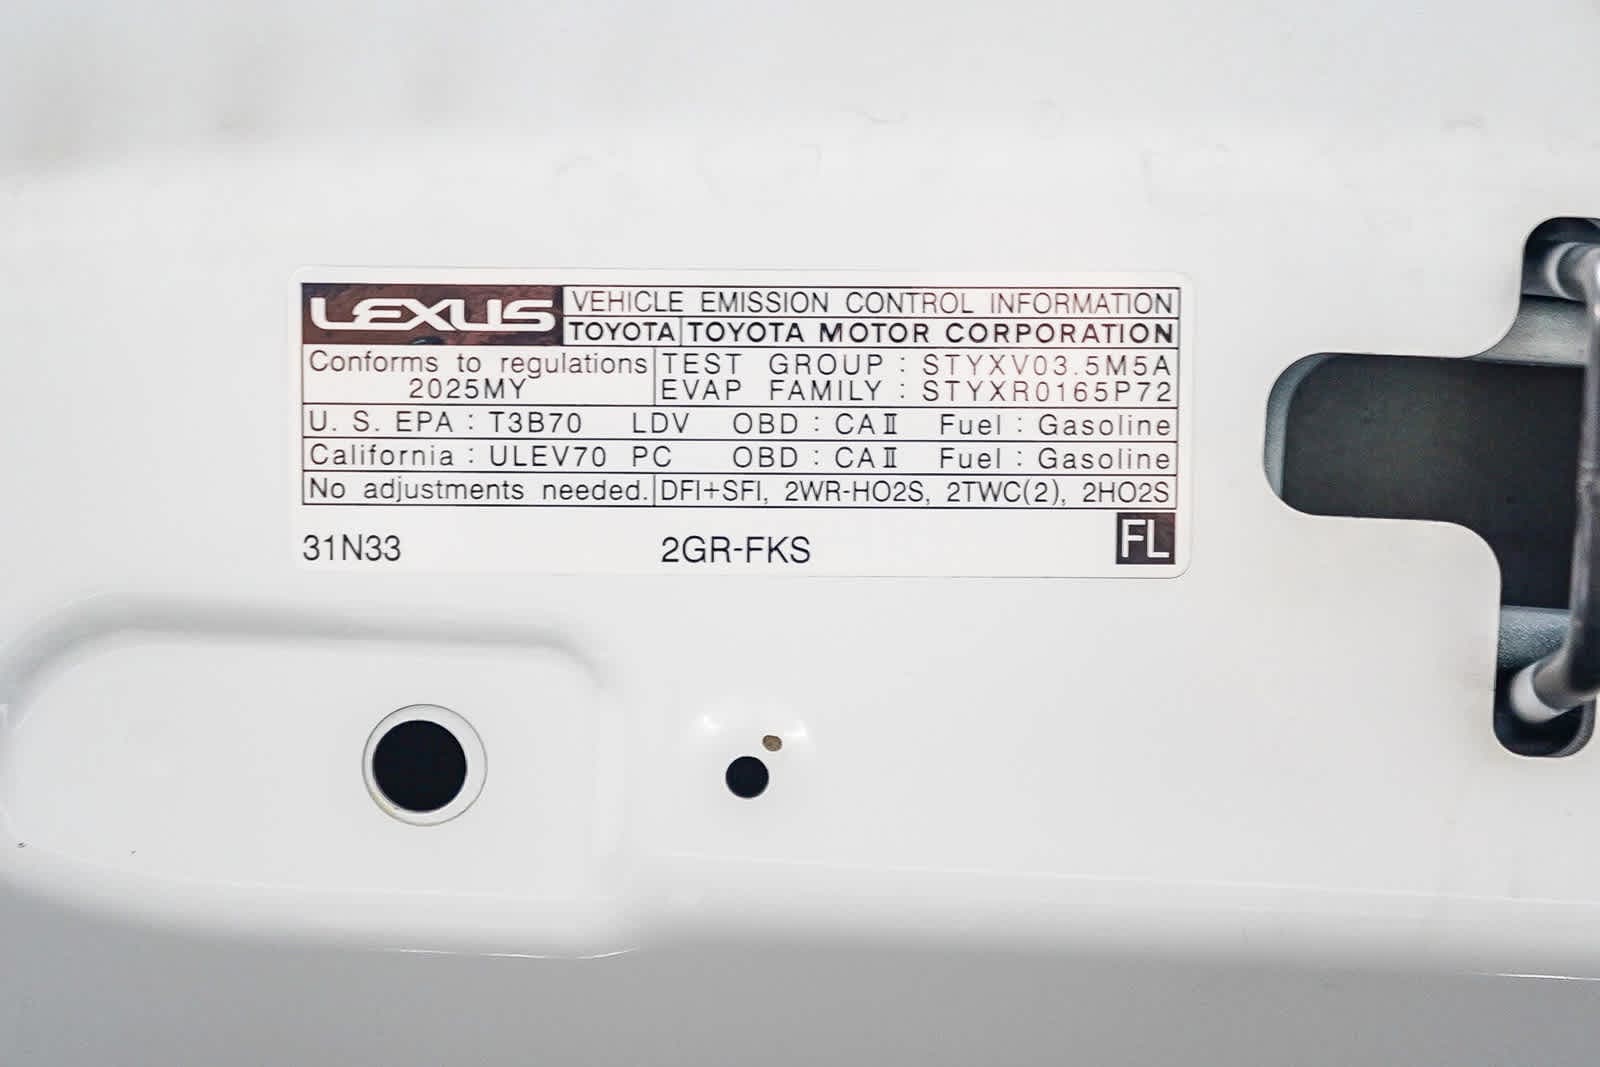 LEXUS VEHICLE EMISSION CONTROL INFORMATION
TOYOTA TOYOTA MOTOR CORPORATION
Conforms to regulations TEST GROUP : STYXV03.5M5A
2025MY EVAP FAMILY : STYXR0165P72
U. S. EPA : T3B70 LDV OBD : CAⅡ Fuel : Gasoline
California : ULEV70 PC OBD : CAⅡ Fuel : Gasoline
No adjustments needed. DFI+SFI, 2WR-HO2S, 2TWC(2), 2HO2S
31N33 2GR-FKS FL